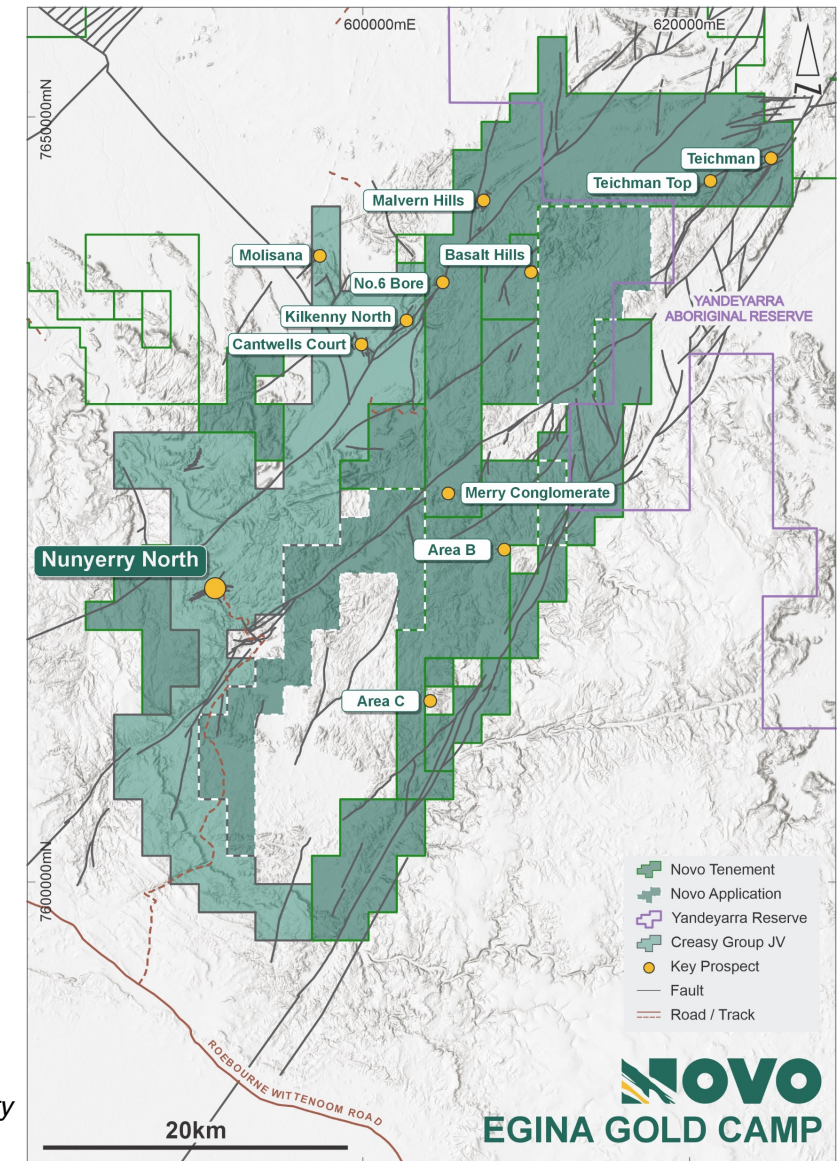 600000mE
620000mE
7650000mN
Teichman
Teichman Top
Malvern Hills
Molisana
Basalt Hills
No.6 Bore
Kilkenny North
YANDEYARRA
ABORIGINAL RESERVE
Cantwells Court
Merry Conglomerate
Area B
Nunyerry North
Area C
7600000mN
Novo Tenement
Novo Application
Yandeyarra Reserve
Creasy Group JV
Key Prospect
Fault
Road / Track
ROEBOURNE WITTENOOM ROAD
NOVO
EGINA GOLD CAMP
20km